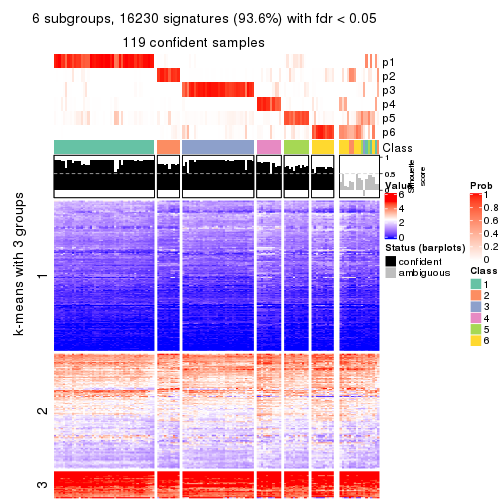 6 subgroups, 16230 signatures (93.6%) with fdr < 0.05
119 confident samples
p1
p2
p3
p4
p5
p6
Class
1
0.5
0
Silhouette
score
k-means with 3 groups
1
2
3
Value
6
4
2
0
Status (barplots)
confident
ambiguous
Prob
1
0.8
0.6
0.4
0.2
0
Class
1
2
3
4
5
6